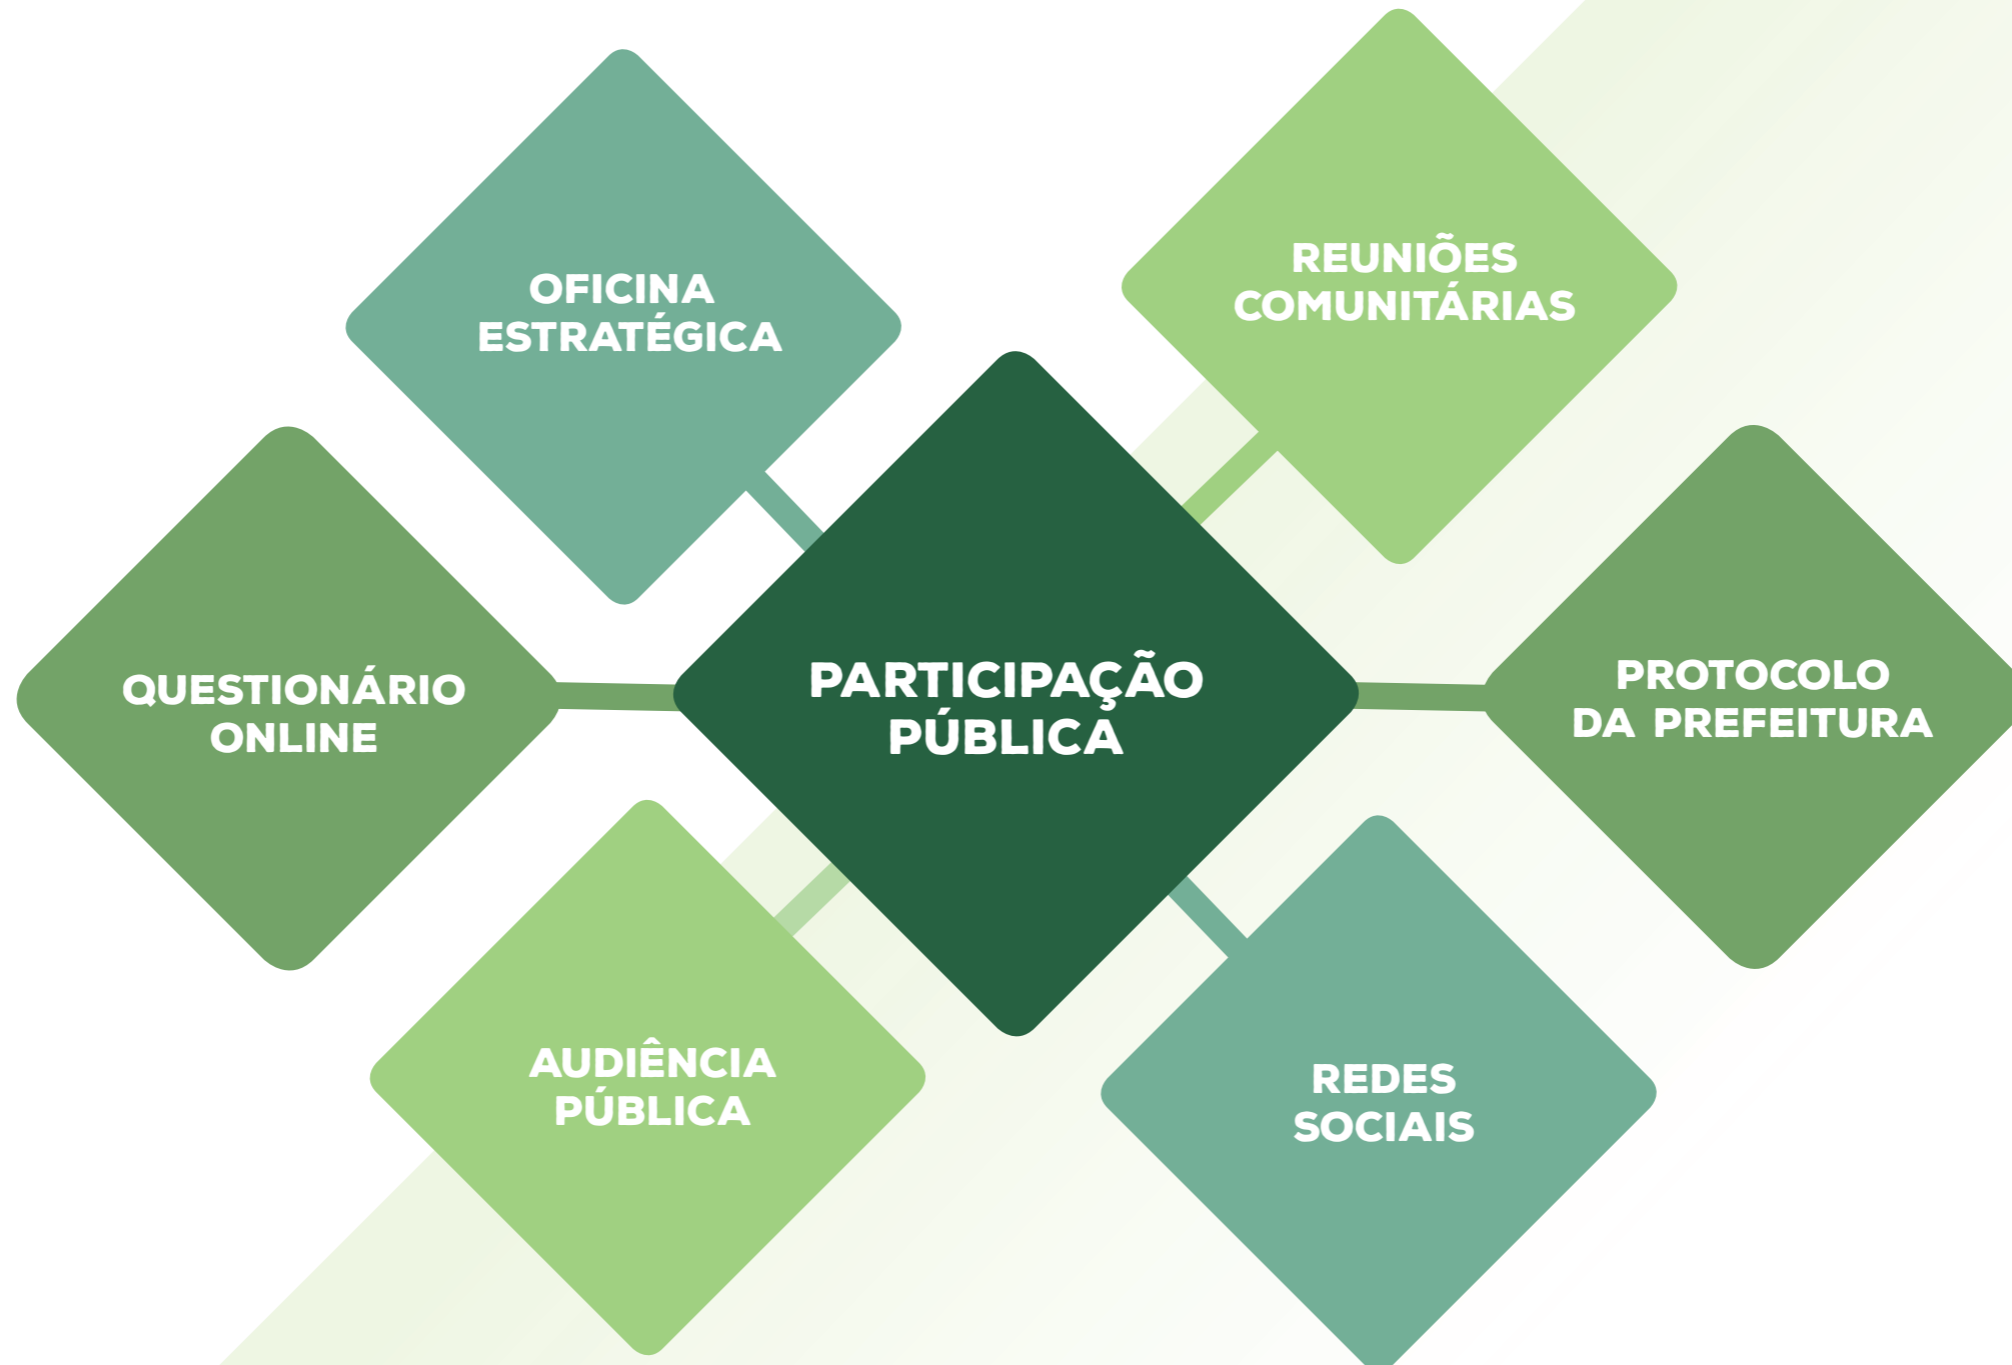 OFICINA
ESTRATÉGICA
REUNIÕES
COMUNITÁRIAS
QUESTIONÁRIO
ONLINE
PARTICIPAÇÃO
PÚBLICA
PROTOCOLO
DA PREFEITURA
AUDIÊNCIA
PÚBLICA
REDES
SOCIAIS